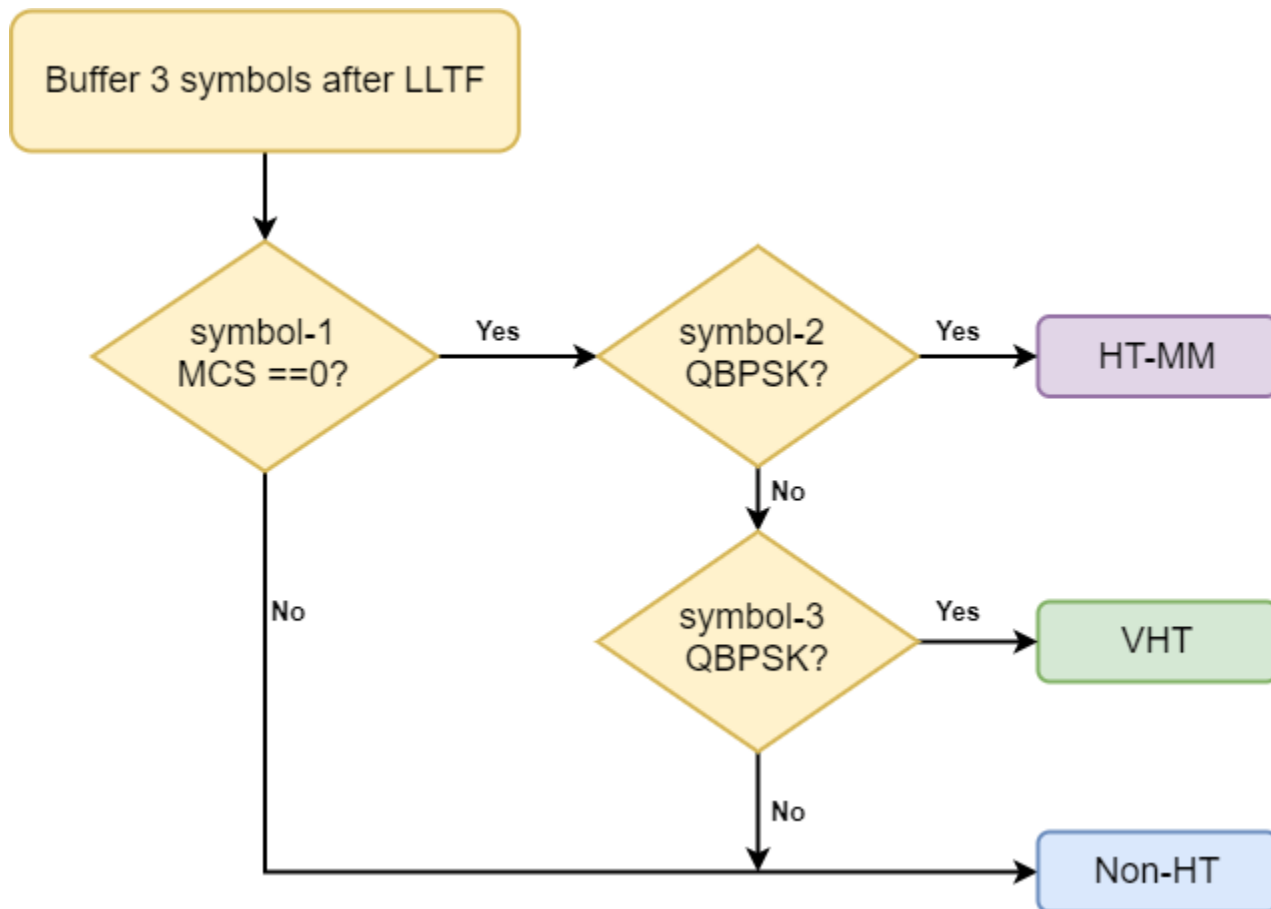 Buffer 3 symbols after LLTF
symbol-1
MCS ==0?
Yes
symbol-2
QBPSK?
Yes
HT-MM
No
No
symbol-3
QBPSK?
Yes
VHT
No
Non-HT